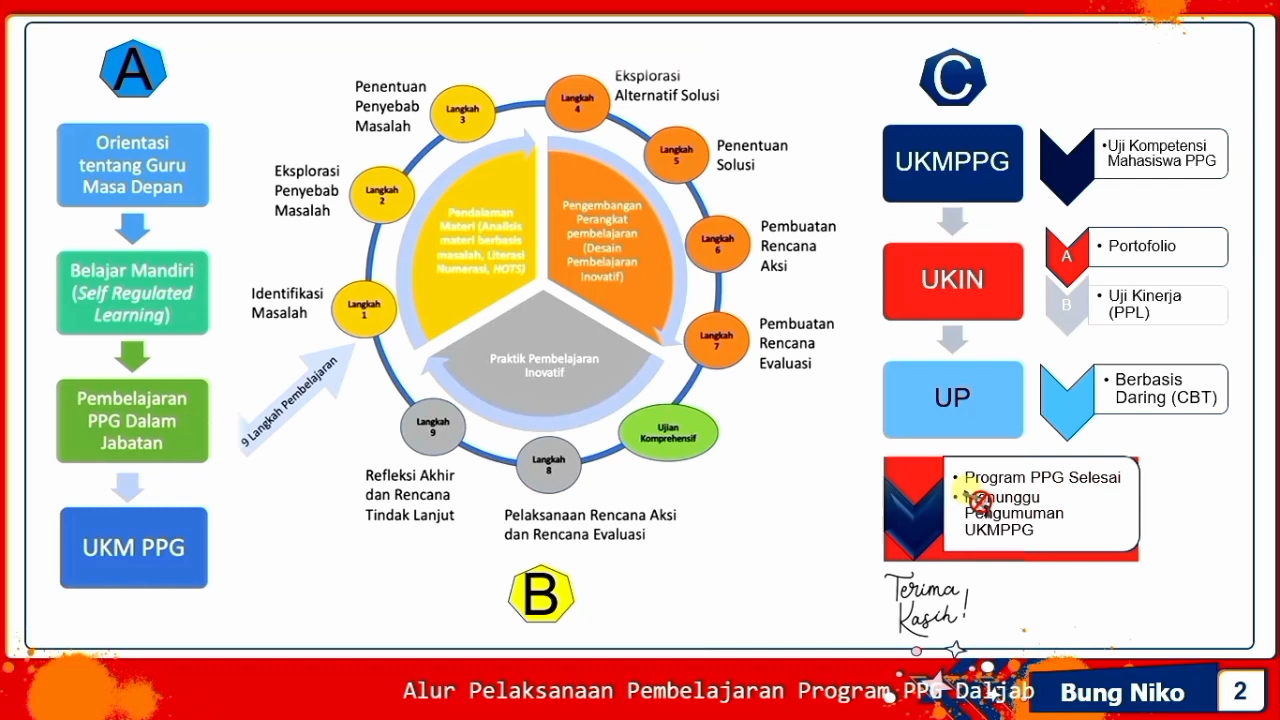 A
Orientasi
tentang Guru
Masa Depan
Belajar Mandiri
(Self Regulated
Learning)
Pembelajaran
PPG Dalam
Jabatan
UKM PPG
9 Langkah Pembelajaran
Identifikasi
Masalah
Langkah
1
Eksplorasi
Penyebab
Masalah
Langkah
2
Penentuan
Penyebab
Masalah
Langkah
3
Langkah
4
Eksplorasi
Alternatif Solusi
Langkah
5
Penentuan
Solusi
Langkah
6
Pembuatan
Rencana
Aksi
Langkah
7
Pembuatan
Rencana
Evaluasi
Ujian
Komprehensif
Langkah
8
Pelaksanaan Rencana Aksi
dan Rencana Evaluasi
Langkah
9
Refleksi Akhir
dan Rencana
Tindak Lanjut
Pendalaman
Materi (Analisis
materi berbasis
masalah, Literasi
Numerasi, HOTS)
Pengembangan
Perangkat
pembelajaran
(Desain
Pembelajaran
Inovatif)
Praktik Pembelajaran
Inovatif
B
C
UKMPPG
•Uji Kompetensi
Mahasiswa PPG
UKIN
A
• Portofolio
B
• Uji Kinerja
(PPL)
UP
• Berbasis
Daring (CBT)
• Program PPG Selesai
• Menunggu
Pengumuman
UKMPPG
Terima
Kasih!
Alur Pelaksanaan Pembelajaran Program PPG Daljab
Bung Niko
2